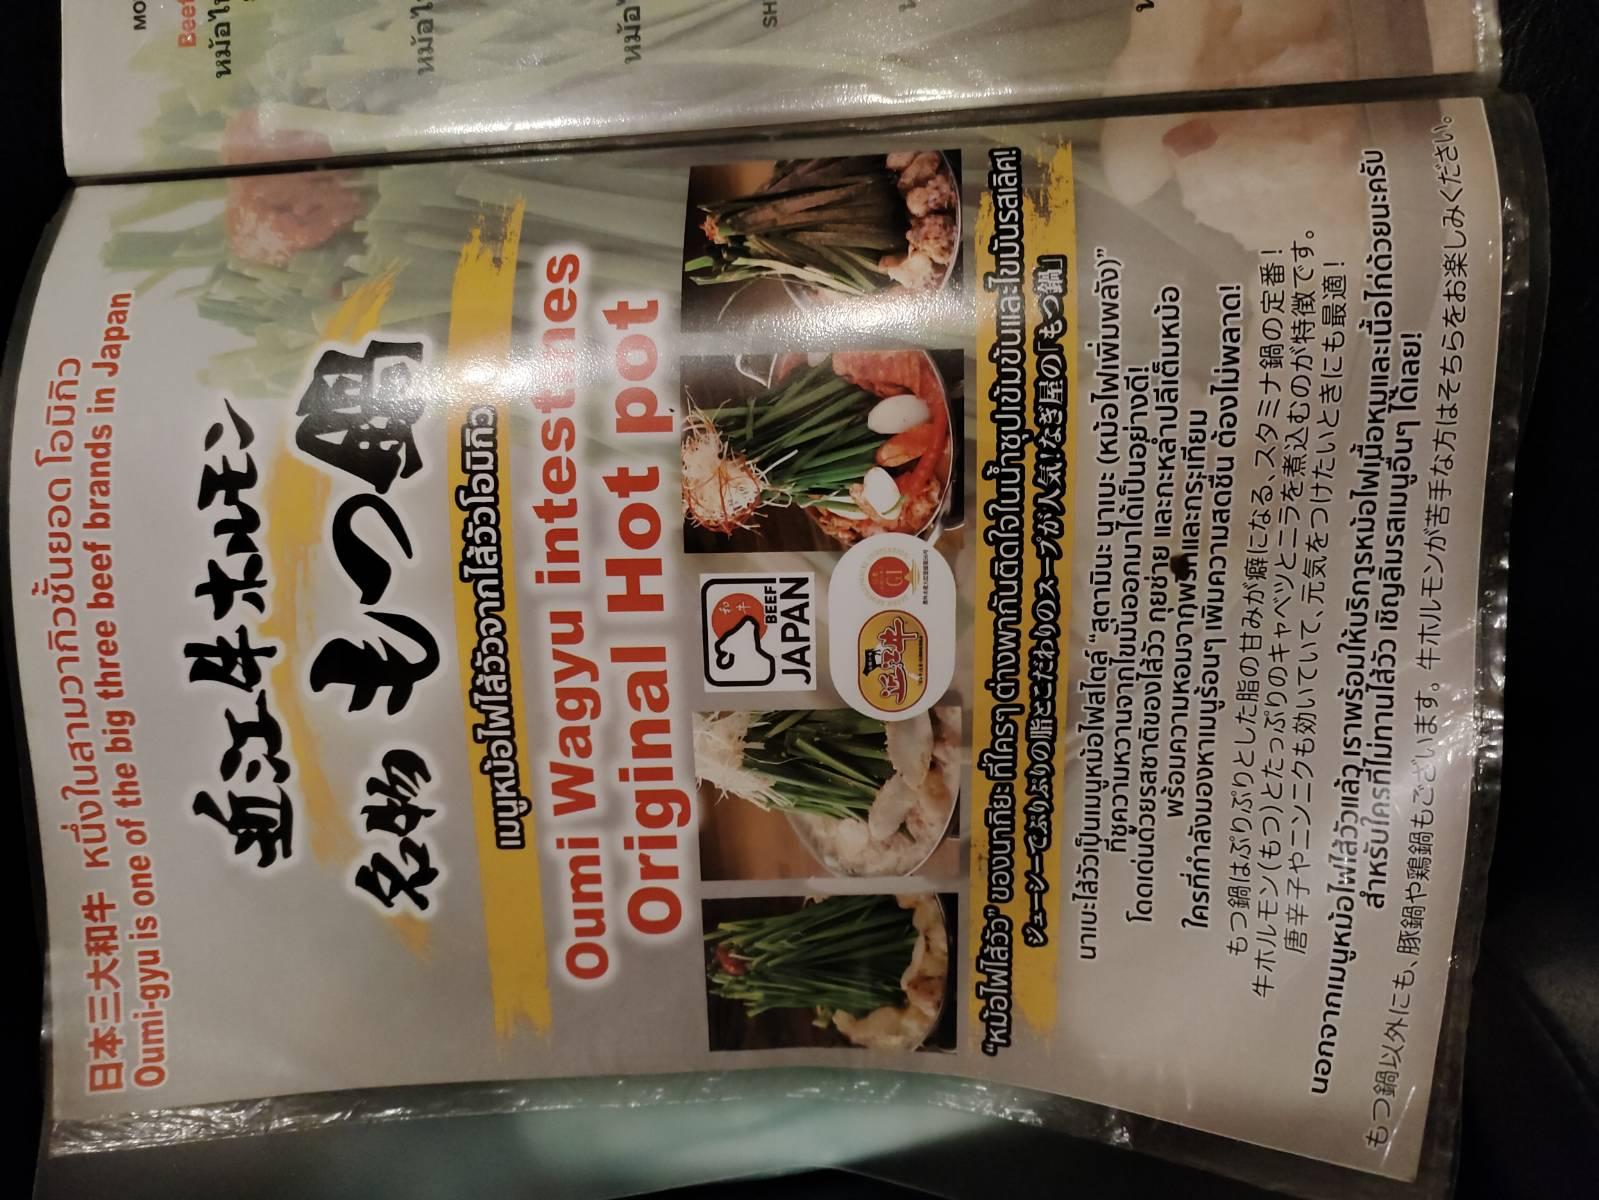 日本三大和牛 หนึ่งในสามวากิวชั้นยอด โอมิกิว
Oumi-gyu is one of the big three beef brands in Japan
近江牛ホルモン
名物 もつ鍋
เมนูหม้อไฟไส้วัวจากไส้วัวโอมิกิว
Oumi Wagyu intestines
Original Hot pot
和牛
BEEF
JAPAN
GI
近江牛
“หม้อไฟไส้วัว” ของนากิยะ ที่ใครๆ ต่างพากันติดใจในน้ำซุปเข้มข้นและไขมันรสเลิศ!
ジューシーでぷりぷりの脂とこだわりのスープが人気!なぎ屋の「もつ鍋」
นาเบะไส้วัวเป็นเมนูหม้อไฟสไตล์ “สุตามินะ นาเบะ (หม้อไฟเพิ่มพลัง)”
ที่ชูความหวานจากไขมันออกมาได้เป็นอย่างดี!
โดดเด่นด้วยรสชาติของไส้วัว กุยช่าย และกะหล่ำปลีเต็มหม้อ
พร้อมความหอมจากพริกและกระเทียม
ใครที่กำลังมองหาเมนูร้อนๆ เพิ่มความสดชื่น ต้องไม่พลาด!
もつ鍋はぷりぷりとした脂の甘みが癖になる、スタミナ鍋の定番!
牛ホルモン(もつ)とたっぷりのキャベツとニラを煮込むのが特徴です。
唐辛子やニンニクも効いていて、元気をつけたいときにも最適!
นอกจากเมนูหม้อไฟไส้วัวแล้ว เราพร้อมให้บริการหม้อไฟเนื้อหมูและเนื้อไก่ด้วยนะครับ
สำหรับใครที่ไม่ทานไส้วัว เชิญลิ้มรสเมนูอื่นๆ ได้เลย!
もつ鍋以外にも、豚鍋や鶏鍋もございます。牛ホルモンが苦手な方はそちらをお楽しみください。
MO
Beef
หม้อไ
หม้อไ
หม้อไ
SH